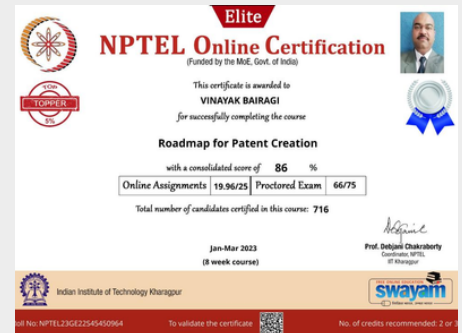 Elite
NPTEL Online Certification
(Funded by the MoE, Govt. of India)
TOP
TOPPER
5%
This certificate is awarded to
VINAYAK BAIRAGI
for successfully completing the course
Roadmap for Patent Creation
with a consolidated score of 86 %
Online Assignments 19.96/25 Proctored Exam 66/75
Total number of candidates certified in this course: 716
Jan-Mar 2023
(8 week course)
Prof. Debjani Chakraborty
Coordinator, NPTEL
IIT Kharagpur
Indian Institute of Technology Kharagpur
swayam
Roll No: NPTEL23GE22S45450964 To validate the certificate No. of credits recommended: 2 or 3